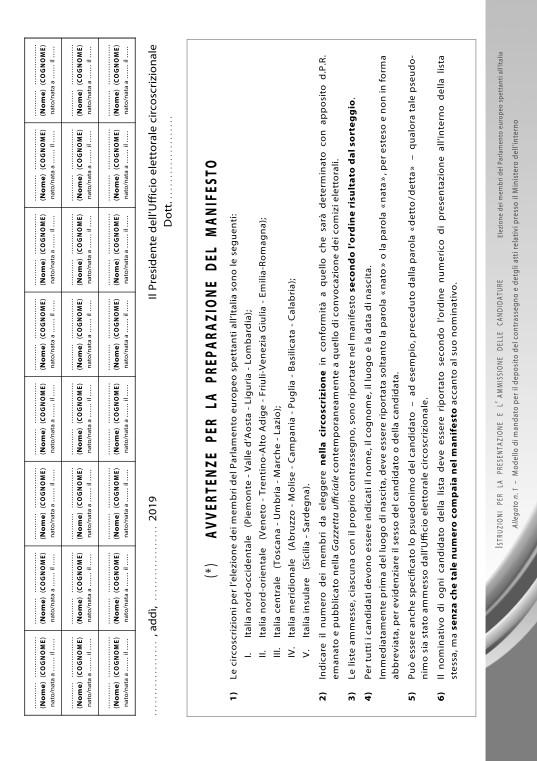 ......... ......... ......... ......... ......... ......... ......... .........
(Nome) (COGNOME) (Nome) (COGNOME) (Nome) (COGNOME) (Nome) (COGNOME) (Nome) (COGNOME) (Nome) (COGNOME) (Nome) (COGNOME) (Nome) (COGNOME)
nato/nata a ........ il ...... nato/nata a ........ il ...... nato/nata a ........ il ...... nato/nata a ........ il ...... nato/nata a ........ il ...... nato/nata a ........ il ...... nato/nata a ........ il ...... nato/nata a ........ il ......
......... ......... ......... ......... ......... ......... ......... .........
(Nome) (COGNOME) (Nome) (COGNOME) (Nome) (COGNOME) (Nome) (COGNOME) (Nome) (COGNOME) (Nome) (COGNOME) (Nome) (COGNOME) (Nome) (COGNOME)
nato/nata a ........ il ...... nato/nata a ........ il ...... nato/nata a ........ il ...... nato/nata a ........ il ...... nato/nata a ........ il ...... nato/nata a ........ il ...... nato/nata a ........ il ...... nato/nata a ........ il ......
......... ......... ......... ......... ......... ......... ......... .........
(Nome) (COGNOME) (Nome) (COGNOME) (Nome) (COGNOME) (Nome) (COGNOME) (Nome) (COGNOME) (Nome) (COGNOME) (Nome) (COGNOME) (Nome) (COGNOME)
nato/nata a ........ il ...... nato/nata a ........ il ...... nato/nata a ........ il ...... nato/nata a ........ il ...... nato/nata a ........ il ...... nato/nata a ........ il ...... nato/nata a ........ il ...... nato/nata a ........ il ......
......................, addì, ...................... 2019 Il Presidente dell'Ufficio elettorale circoscrizionale
Dott. ......................
(*) AVVERTENZE PER LA PREPARAZIONE DEL MANIFESTO
1) Le circoscrizioni per l'elezione dei membri del Parlamento europeo spettanti all'Italia sono le seguenti:
I. Italia nord-occidentale (Piemonte - Valle d'Aosta - Liguria - Lombardia);
II. Italia nord-orientale (Veneto - Trentino-Alto Adige - Friuli-Venezia Giulia - Emilia-Romagna);
III. Italia centrale (Toscana - Umbria - Marche - Lazio);
IV. Italia meridionale (Abruzzo - Molise - Campania - Puglia - Basilicata - Calabria);
V. Italia insulare (Sicilia - Sardegna).
2) Indicare il numero dei membri da eleggere nella circoscrizione in conformità a quello che sarà determinato con apposito d.P.R.
emanato e pubblicato nella Gazzetta ufficiale contemporaneamente a quello di convocazione dei comizi elettorali.
3) Le liste ammesse, ciascuna con il proprio contrassegno, sono riportate nel manifesto secondo l'ordine risultato dal sorteggio.
4) Per tutti i candidati devono essere indicati il nome, il cognome, il luogo e la data di nascita.
Immediatamente prima del luogo di nascita, deve essere riportata soltanto la parola «nato» o la parola «nata», per esteso e non in forma
abbreviata, per evidenziare il sesso del candidato o della candidata.
5) Può essere anche specificato lo pseudonimo del candidato – ad esempio, preceduto dalla parola «detto/detta» – qualora tale pseudo-
nimo sia stato ammesso dall'Ufficio elettorale circoscrizionale.
6) Il nominativo di ogni candidato della lista deve essere riportato secondo l'ordine numerico di presentazione all'interno della lista
stessa, ma senza che tale numero compaia nel manifesto accanto al suo nominativo.
ISTRUZIONI PER LA PRESENTAZIONE E L'AMMISSIONE DELLE CANDIDATURE Elezione dei membri del Parlamento europeo spettanti all'Italia
Allegato n.1 – Modello di mandato per il deposito del contrassegno e degli atti relativi presso il Ministero dell'interno